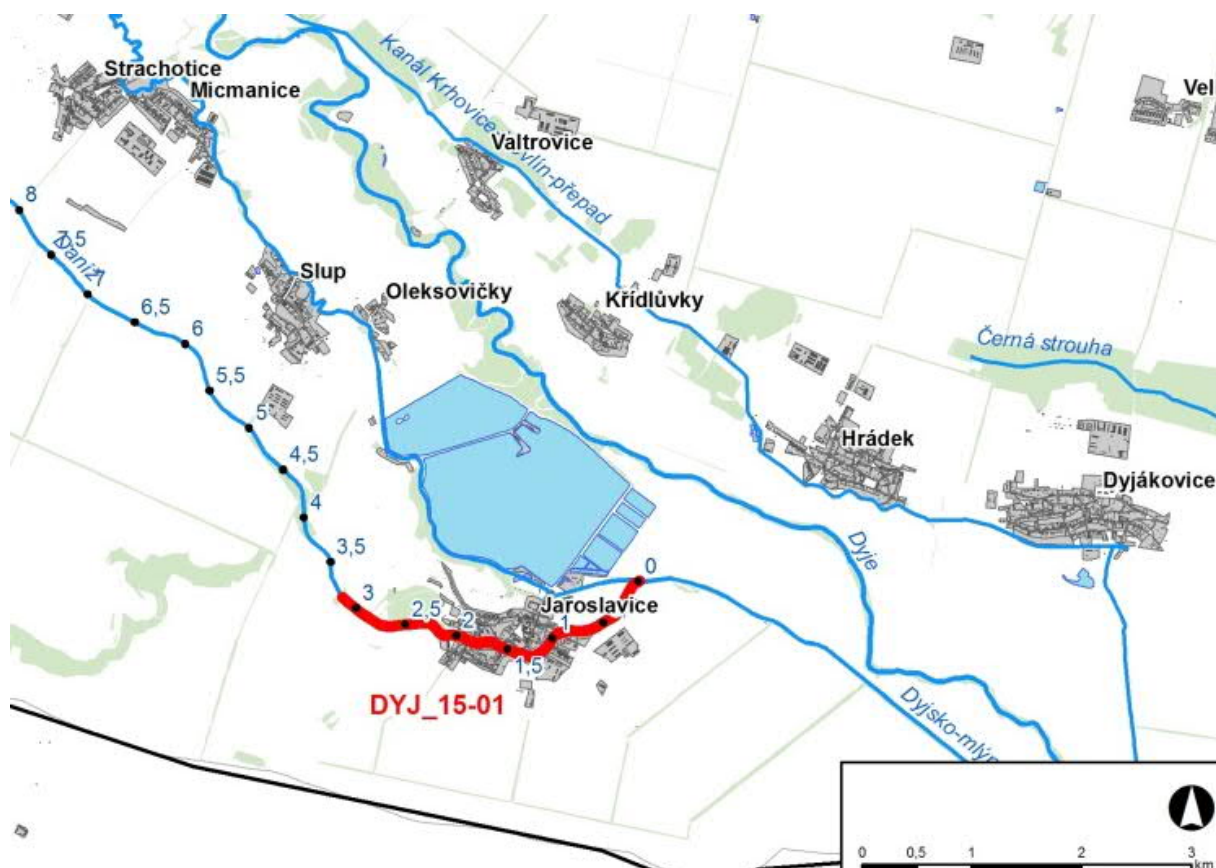 Strachotice
Micmanice
Kanál Krhovice
vlín-přepad
Valtrovice
Vel
8
7,5
Daníž
Slup
Oleksovičky
Křídlůvky
6,5
6
5,5
5
4,5
4
3,5
3
2,5
2
1,5
1
0
Černá strouha
Hrádek
Dyjákovice
Dyje
Jaroslavice
DYJ_15-01
Dyjsko-mlýn
0 0,5 1 2 3
km